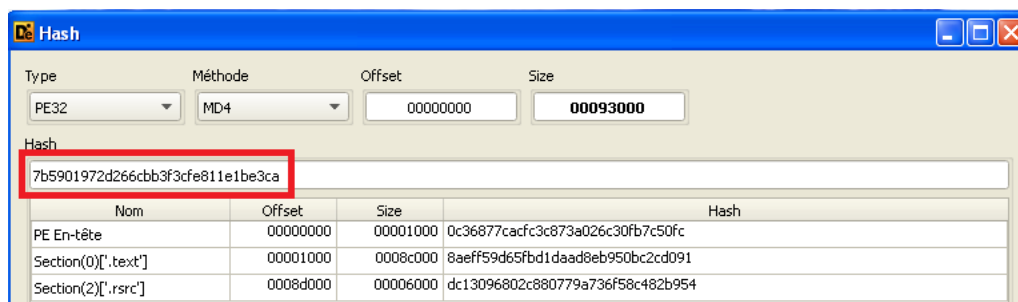 De Hash
Type Méthode Offset Size
PE32 MD4 00000000 00093000
Hash
7b5901972d266cbb3f3cfe811e1be3ca
Nom Offset Size Hash
PE En-tête 00000000 00001000 0c36877cacfc3c873a026c30fb7c50fc
Section(0)['.text'] 00001000 0008c000 8aeff59d65fbd1daad8eb950bc2cd091
Section(2)['.rsrc'] 0008d000 00006000 dc13096802c880779a736f58c482b954